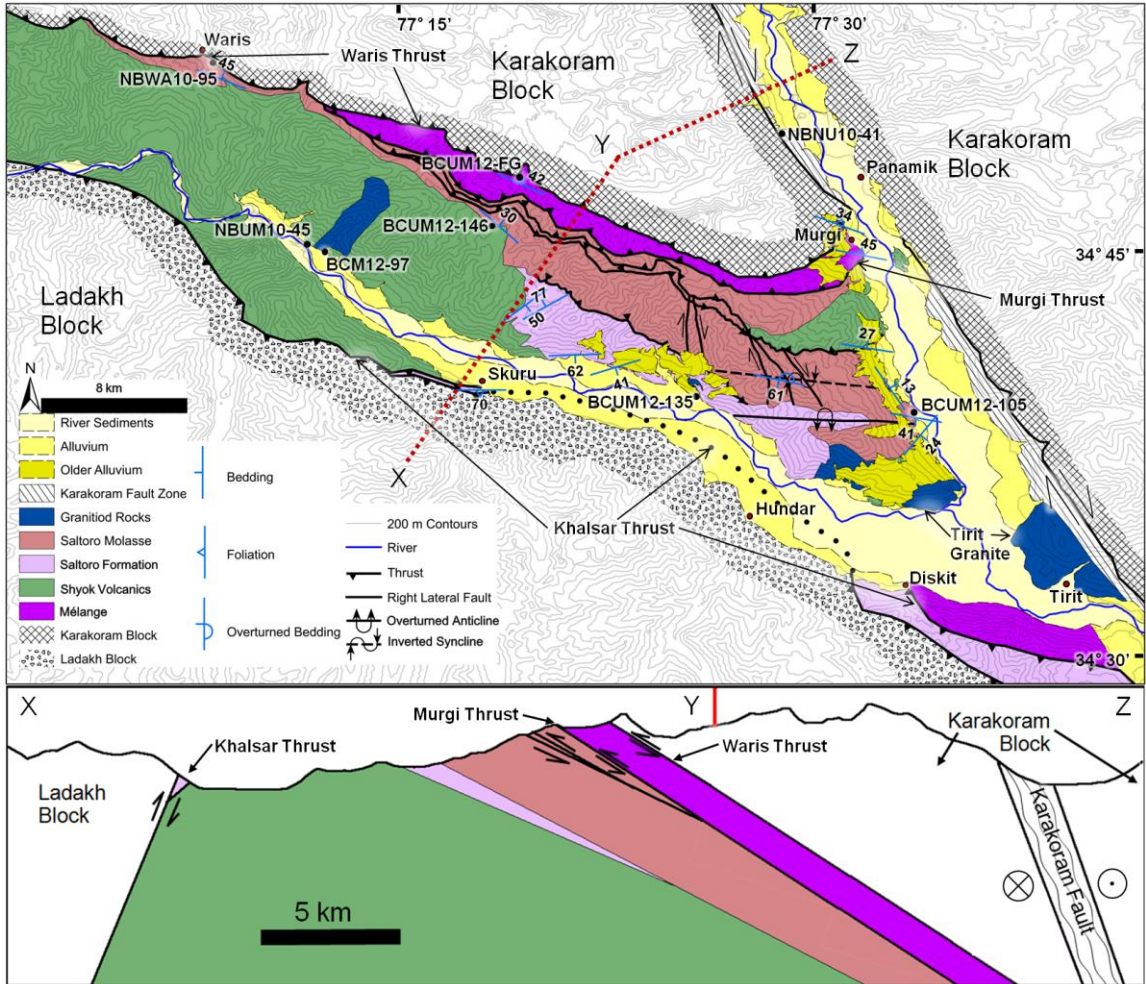 77° 15'
77° 30'
Waris
45
Waris Thrust
Karakoram
Block
Z
NBWA10-95
NBNU10-41
Karakoram
Block
Y
Panamik
BCUM12-FG
42
30
34
Murgi
45
NBUM10-45
BCUM12-146
34° 45'
BCM12-97
Ladakh
Block
Murgi Thrust
77
50
27
N
8 km
Skuru
62
41
13
BCUM12-135
61
BCUM12-105
70
41
24
X
River Sediments
Alluvium
Older Alluvium
Karakoram Fault Zone
Granitiod Rocks
Saltoro Molasse
Saltoro Formation
Shyok Volcanics
Mélange
Karakoram Block
Ladakh Block
Bedding
Foliation
Overturned Bedding
200 m Contours
River
Thrust
Right Lateral Fault
Overturned Anticline
Inverted Syncline
Khalsar Thrust
Hundar
Tirit
Granite
Diskit
Tirit
34° 30'
X
Y
Z
Murgi Thrust
Khalsar Thrust
Waris Thrust
Karakoram
Block
Ladakh
Block
Karakoram Fault
5 km